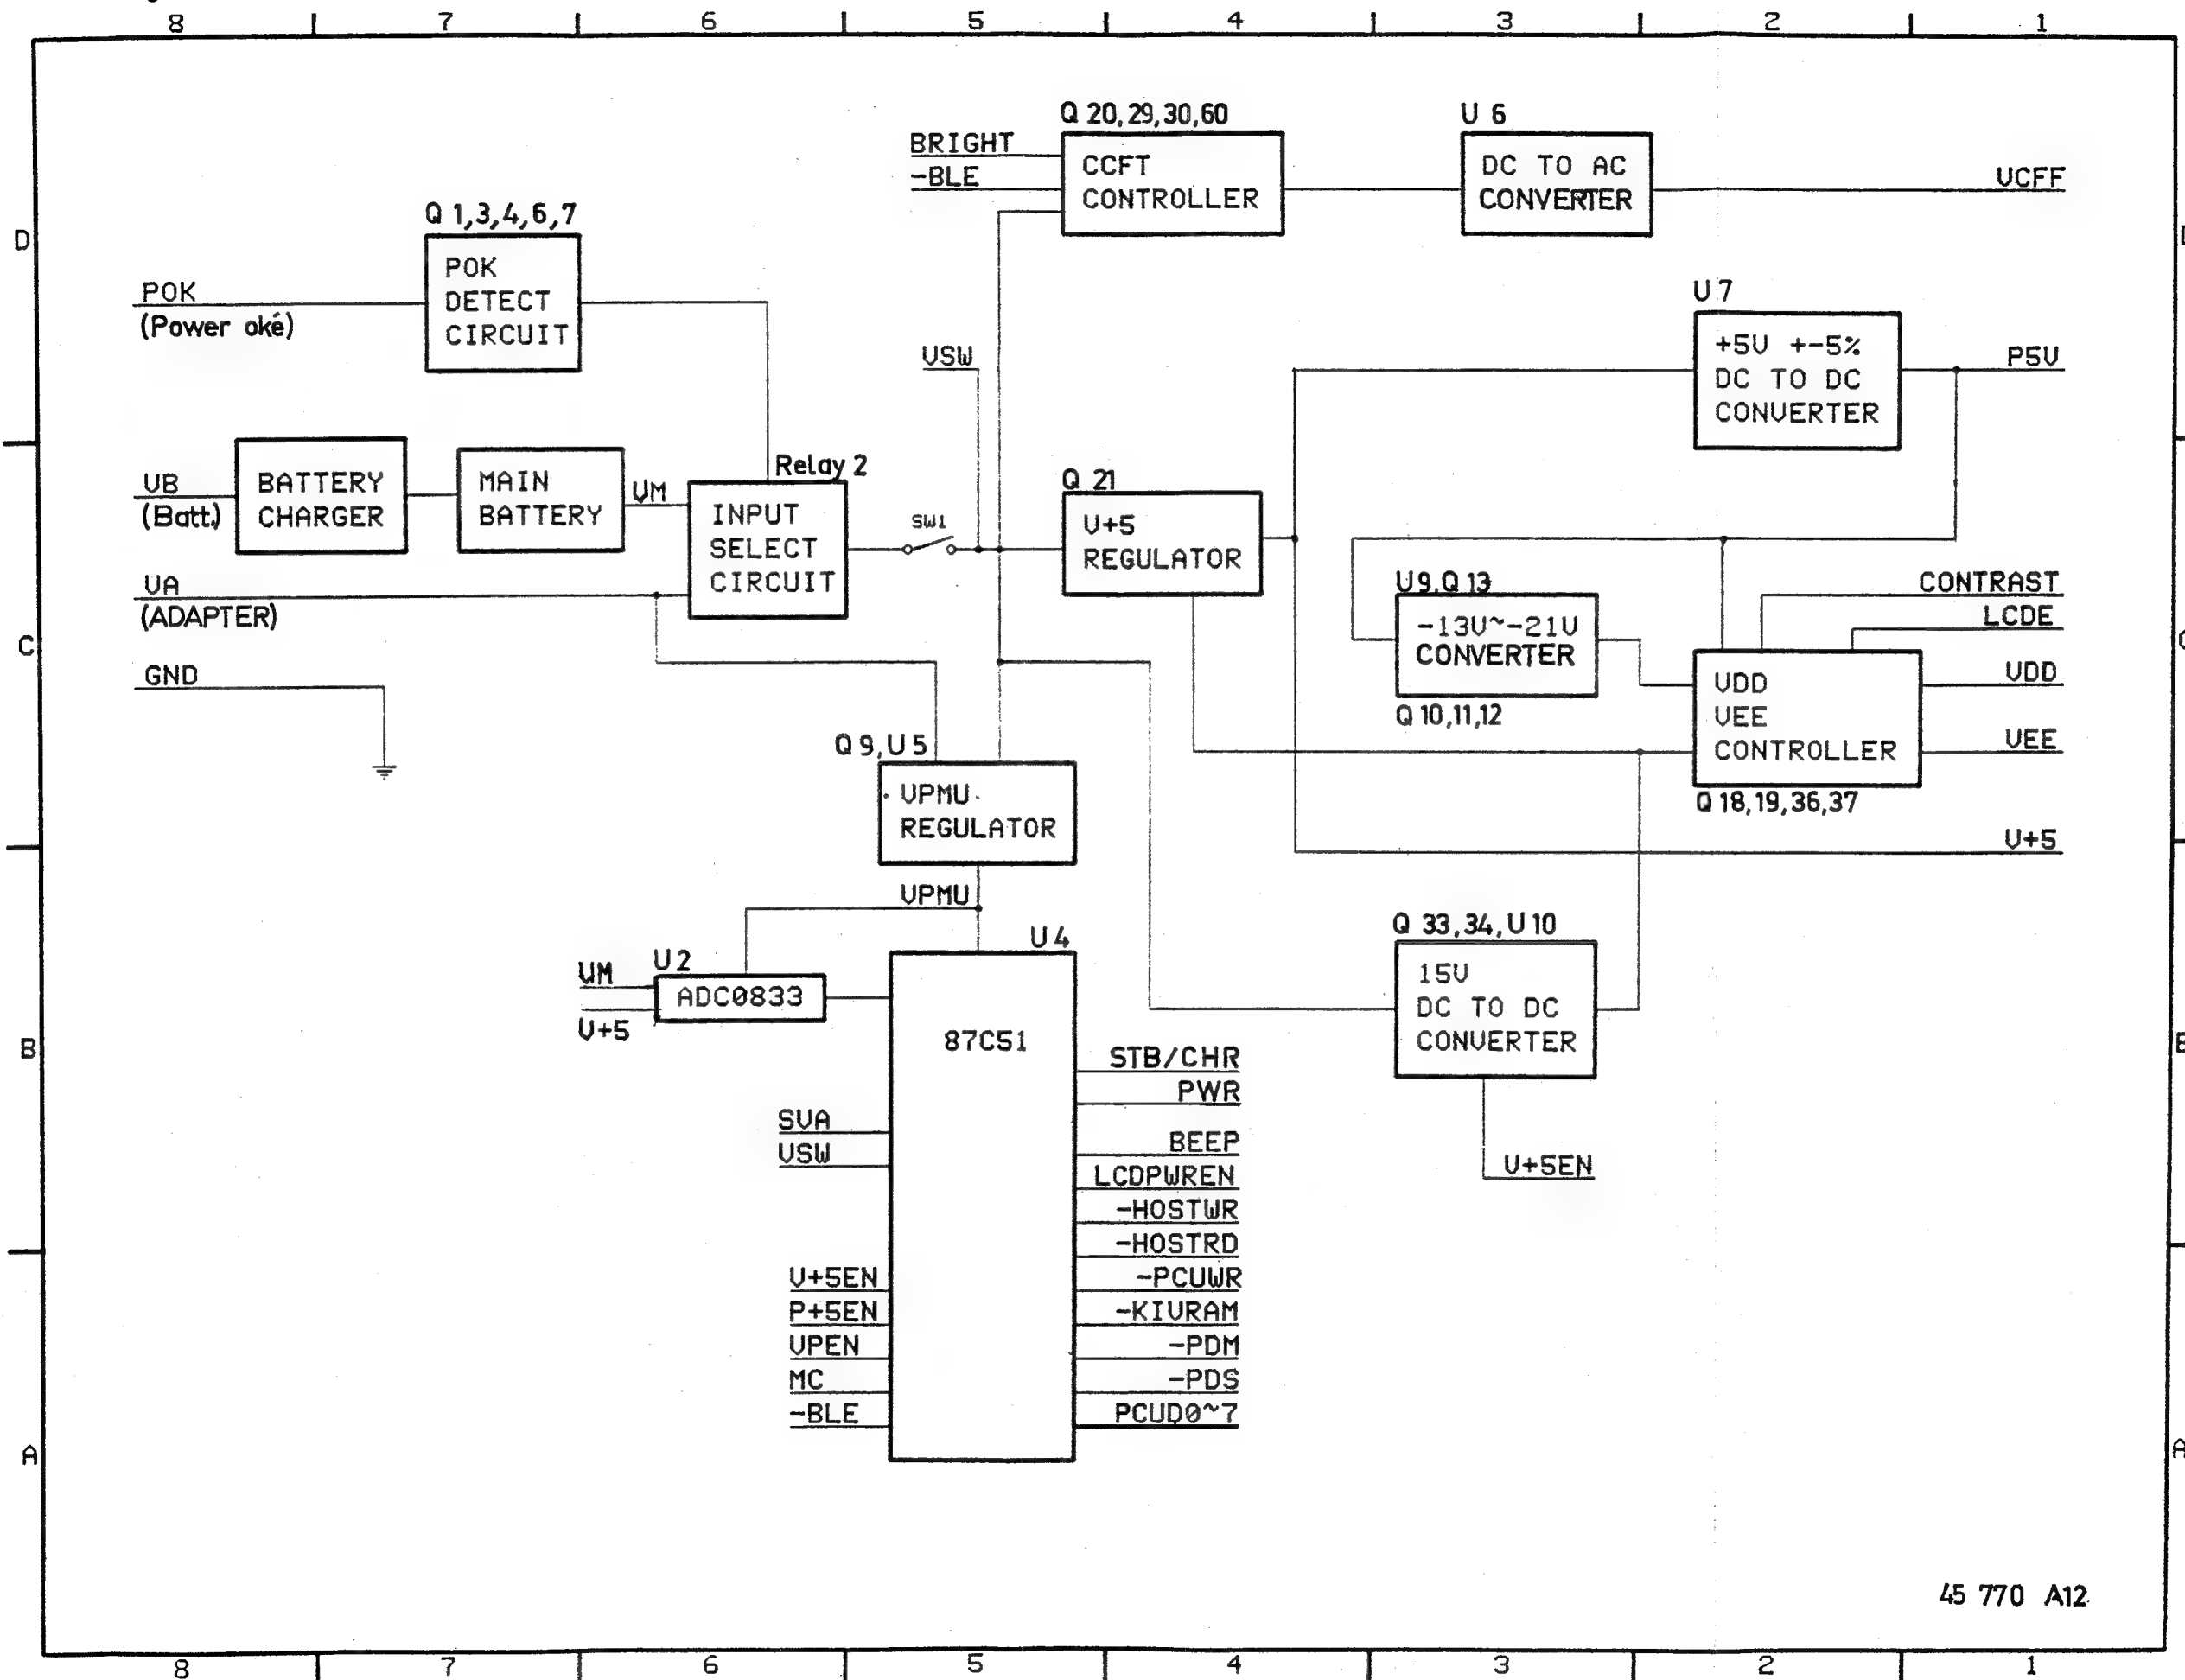 8 7 6 5 4 3 2 1
Q 20,29,30,60
U 6
BRIGHT
-BLE
CCFT
CONTROLLER
DC TO AC
CONVERTER
VCFF
Q 1,3,4,6,7
D
POK
DETECT
CIRCUIT
POK
(Power oké)
U 7
+5V +-5%
DC TO DC
CONVERTER
P5V
VSW
VB
(Batt.)
BATTERY
CHARGER
MAIN
BATTERY
VM
Relay 2
INPUT
SELECT
CIRCUIT
SW1
Q 21
V+5
REGULATOR
VA
(ADAPTER)
U9,Q13
-13V~-21V
CONVERTER
Q 10,11,12
CONTRAST
LCDE
C
GND
VDD
VEE
CONTROLLER
VDD
VEE
Q 18,19,36,37
Q 9,U 5
VPMU
REGULATOR
V+5
VPMU
U 4
U 2
VM
V+5
ADC0833
Q 33,34,U 10
15V
DC TO DC
CONVERTER
B
87C51
STB/CHR
PWR
SVA
VSW
BEEP
LCDPWREN
-HOSTWR
-HOSTRD
V+5EN
V+5EN
P+5EN
VPEN
MC
-BLE
-PCUWR
-KIVRAM
-PDM
-PDS
PCUD0~7
A
A
45 770 A12
8 7 6 5 4 3 2 1